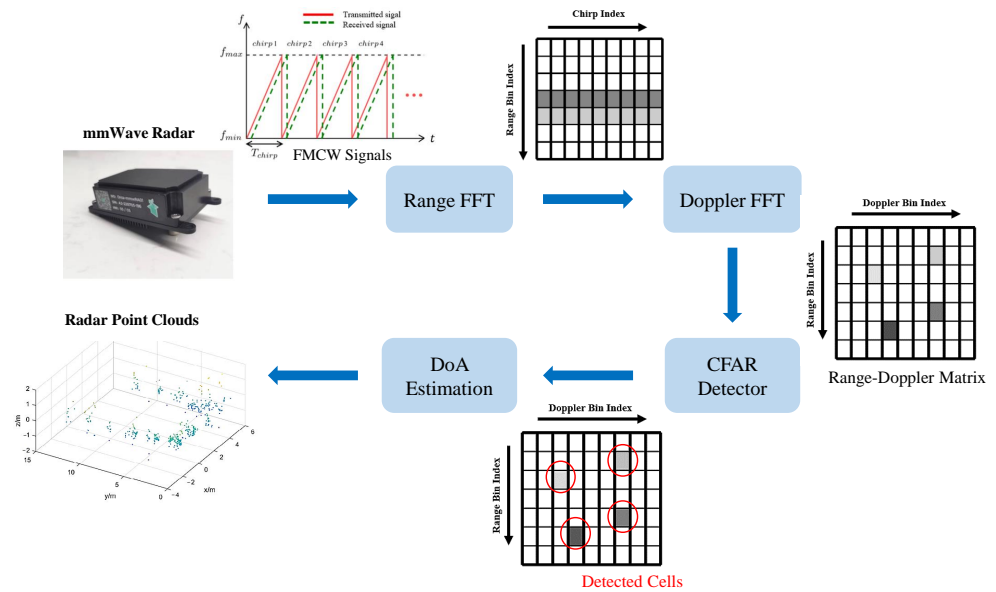 f
Transmitted sigal
Received signal
chirp1 chirp2 chirp3 chirp4
f_max
f_min
t
T_chirp
FMCW Signals
Chirp Index
Range Bin Index
mmWave Radar
Range FFT
Doppler FFT
Doppler Bin Index
Range Bin Index
Range-Doppler Matrix
Radar Point Clouds
DoA
Estimation
CFAR
Detector
z/m
2
1
0
-1
-2
15
10
5
0
y/m
-4
-2
0
2
4
6
x/m
Doppler Bin Index
Range Bin Index
Detected Cells